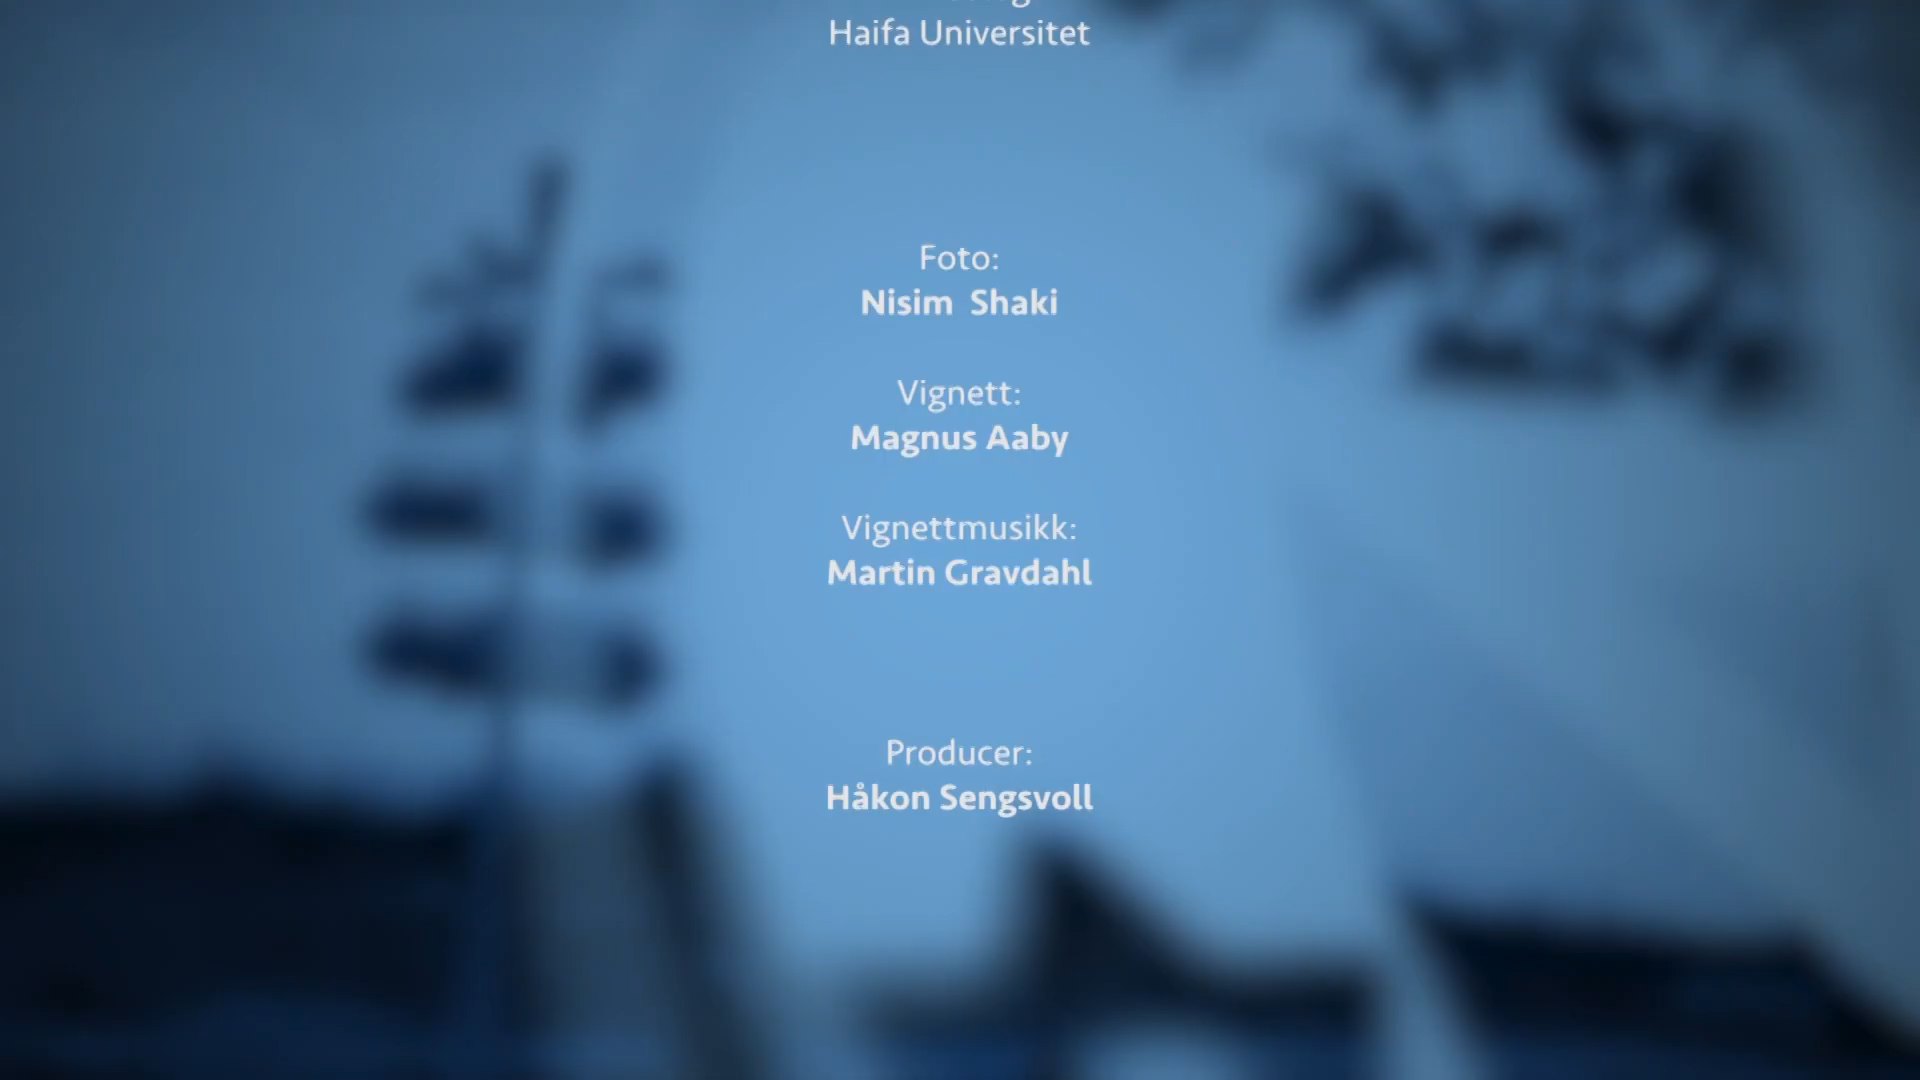 Haifa Universitet
Foto:
Nisim Shaki
Vignett:
Magnus Aaby
Vignettmusikk:
Martin Gravdahl
Producer:
Håkon Sengsvoll